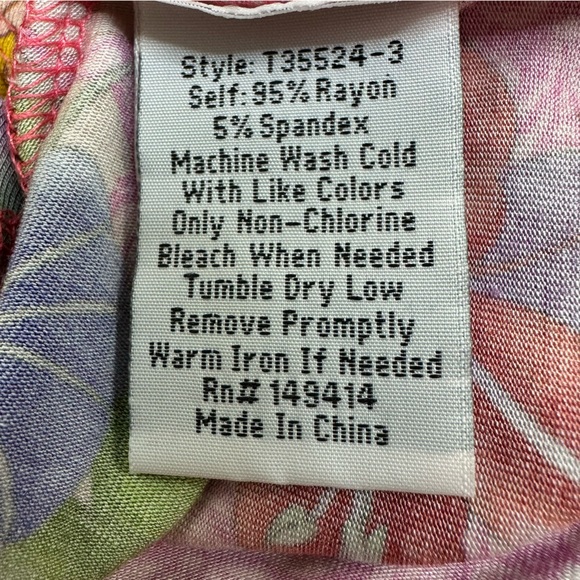 Style: T35524-3
Self: 95% Rayon
5% Spandex
Machine Wash Cold
With Like Colors
Only Non-Chlorine
Bleach When Needed
Tumble Dry Low
Remove Promptly
Warm Iron If Needed
Rn# 149414
Made In China